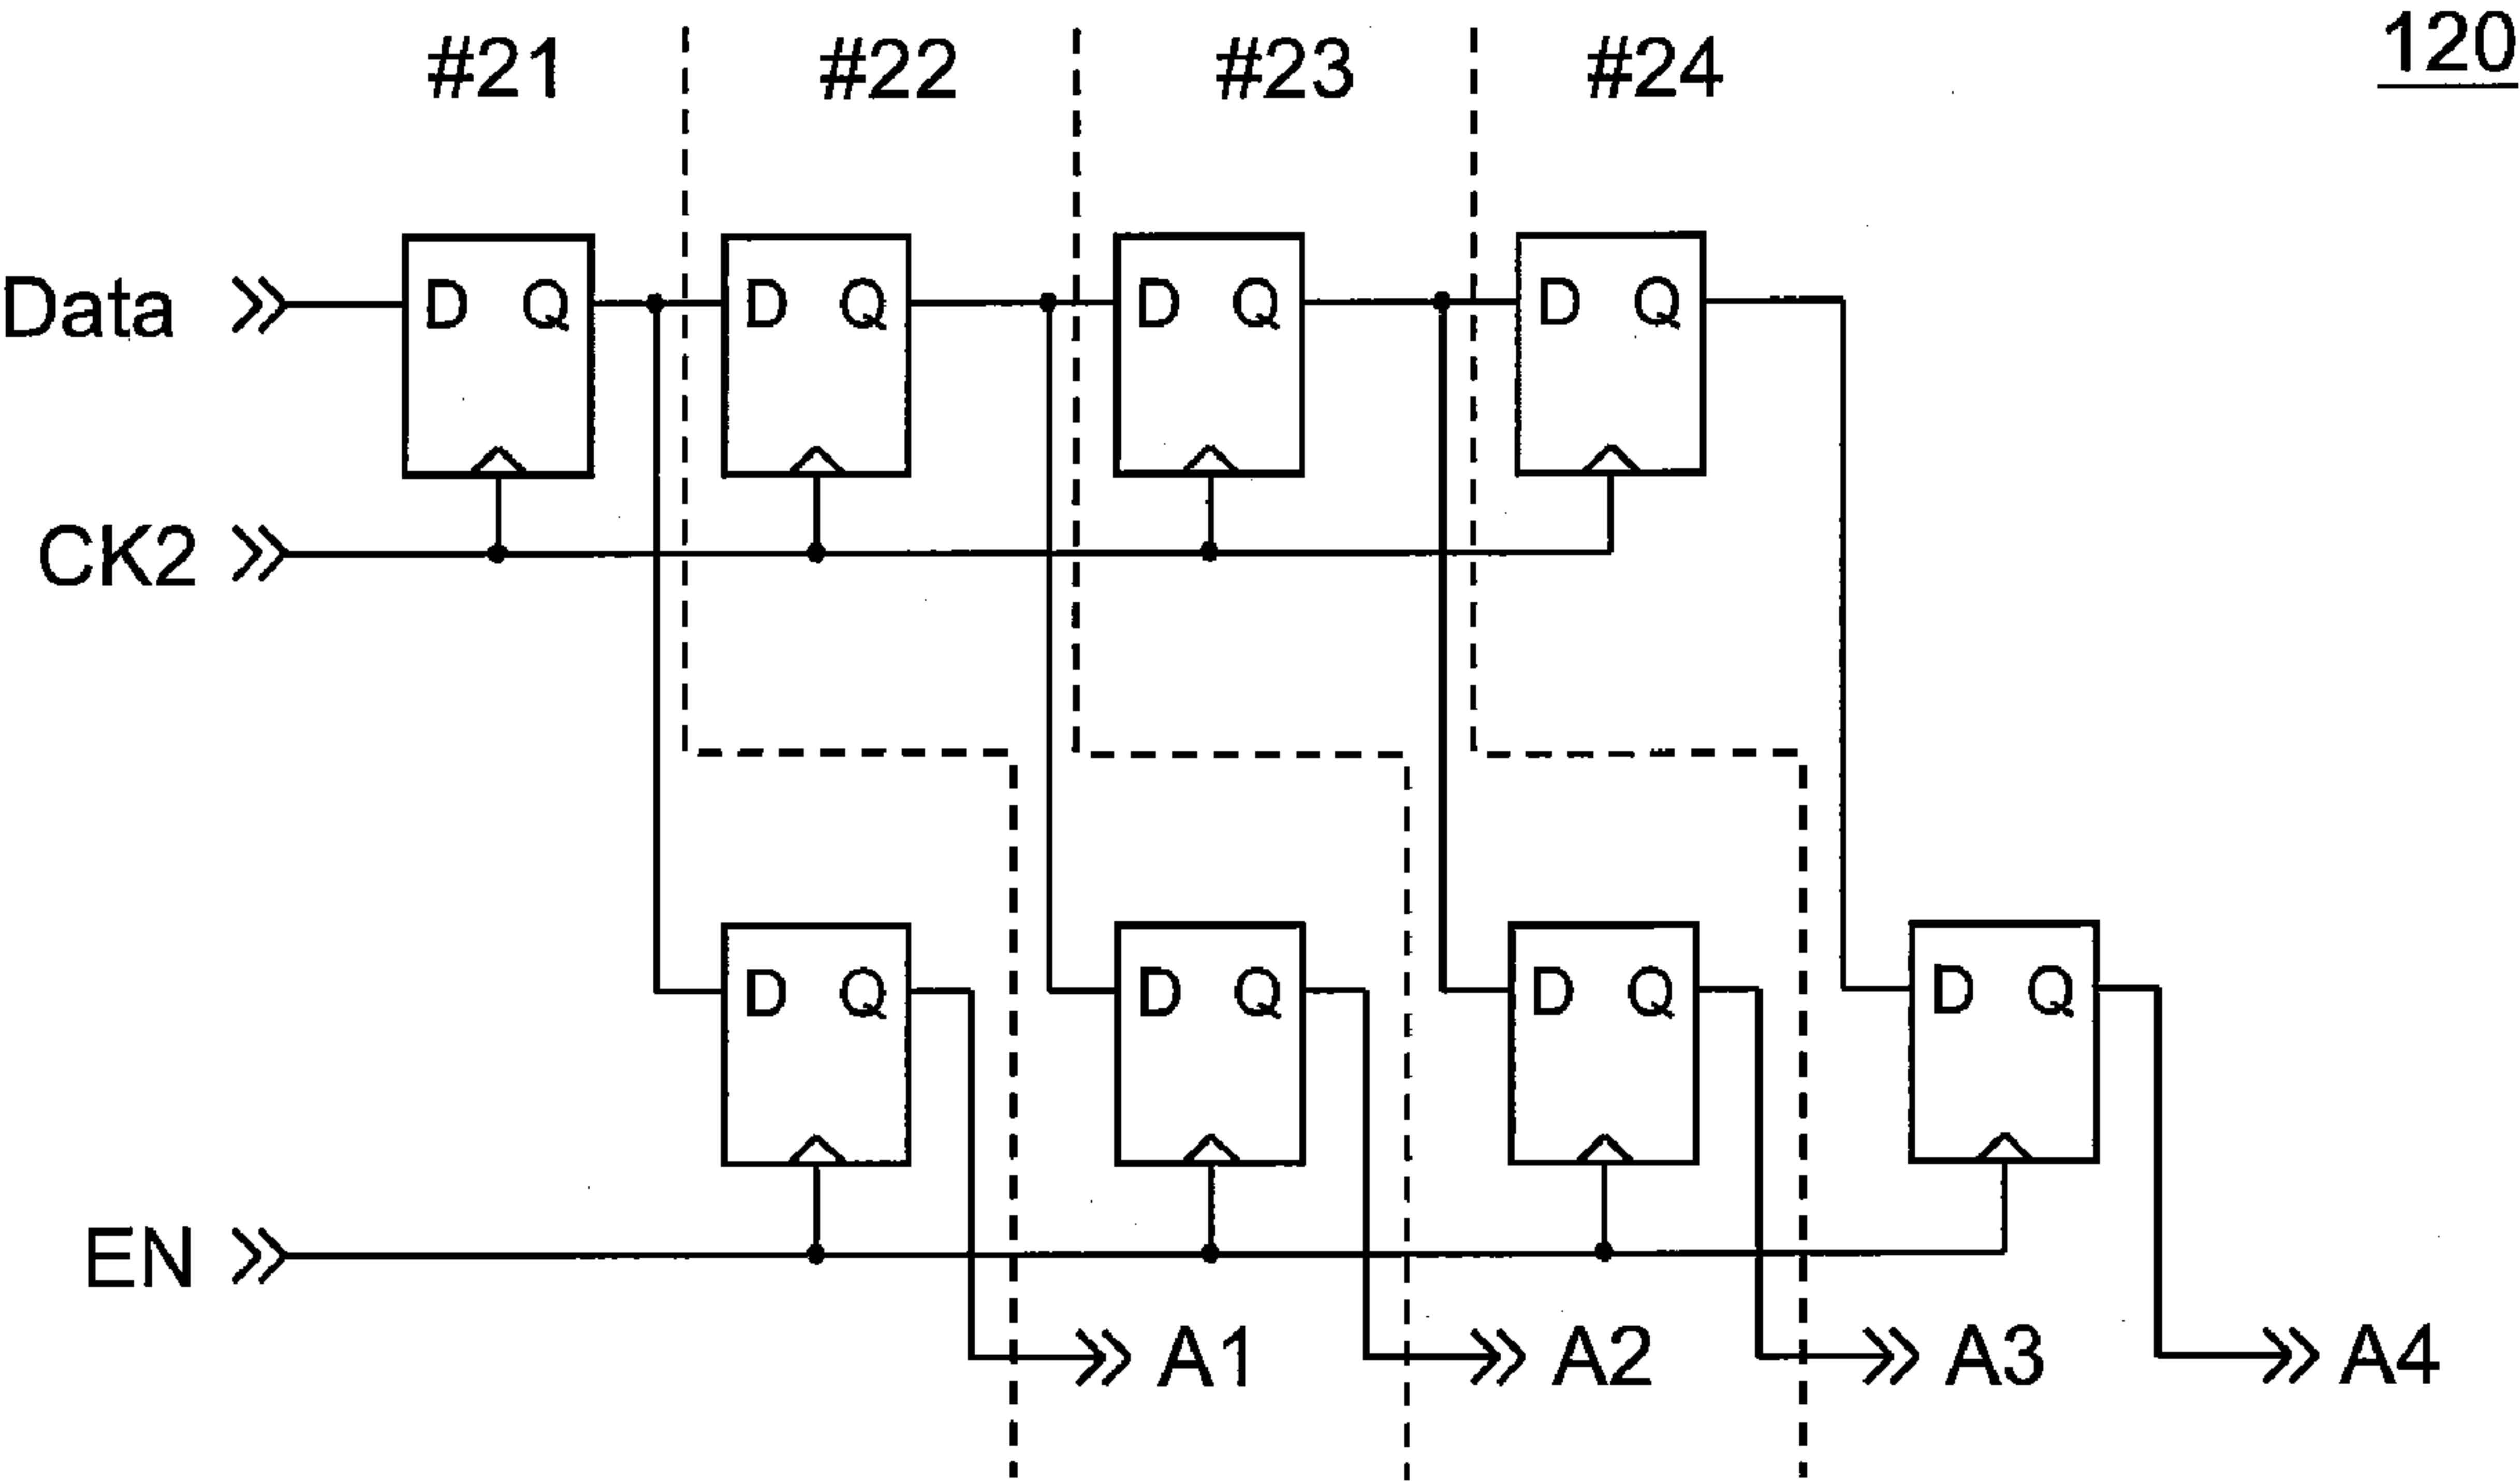 #21 #22 #23 #24 120
Data D Q D Q D Q D Q
CK2
D Q D Q D Q D Q
EN
A1 A2 A3 A4